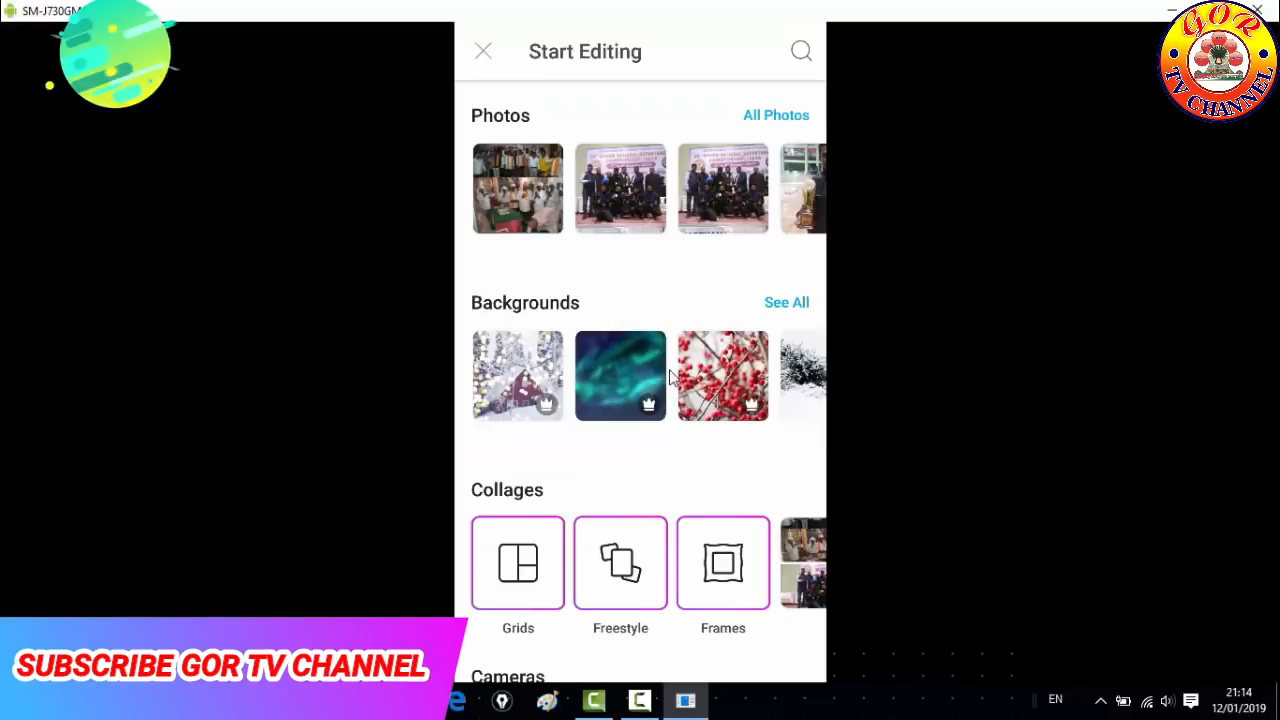 SM-J730GM
Start Editing
GOR
TV CHANNEL
Photos
All Photos
Backgrounds
See All
Collages
Grids
Freestyle
Frames
Cameras
SUBSCRIBE GOR TV CHANNEL
EN
21:14
12/01/2019